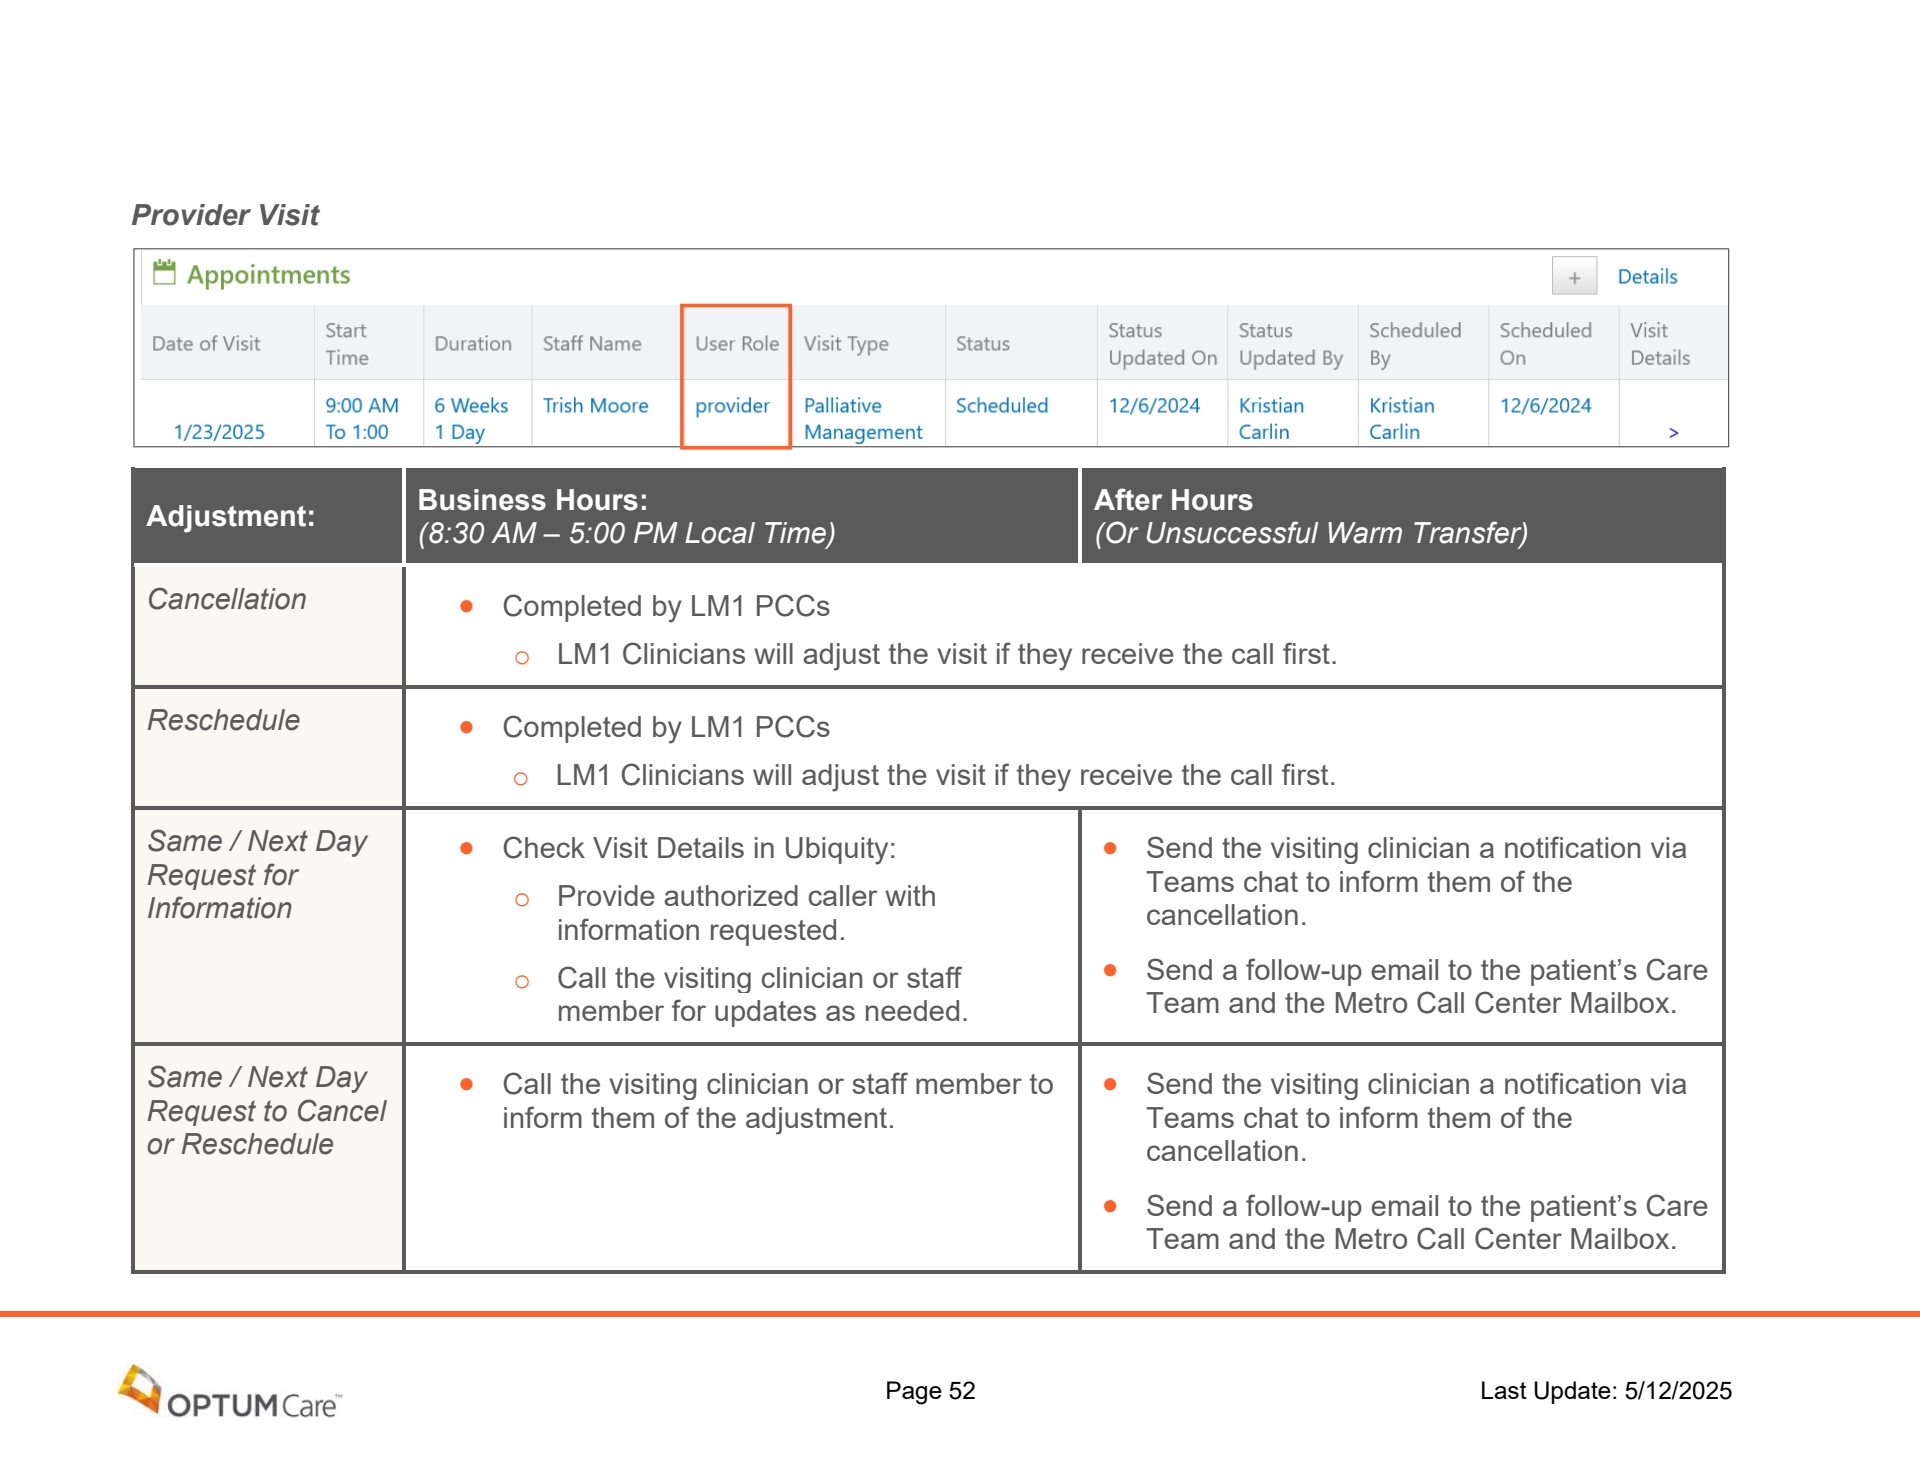 Provider Visit
Appointments
+ Details
Date of Visit
Start
Time
Duration
Staff Name
User Role
Visit Type
Status
Status
Updated On
Status
Updated By
Scheduled
By
Scheduled
On
Visit
Details
1/23/2025
9:00 AM
To 1:00
6 Weeks
1 Day
Trish Moore
provider
Palliative
Management
Scheduled
12/6/2024
Kristian
Carlin
Kristian
Carlin
12/6/2024
>
Adjustment:
Business Hours:
(8:30 AM – 5:00 PM Local Time)
After Hours
(Or Unsuccessful Warm Transfer)
Cancellation
• Completed by LM1 PCCs
o LM1 Clinicians will adjust the visit if they receive the call first.
Reschedule
• Completed by LM1 PCCs
o LM1 Clinicians will adjust the visit if they receive the call first.
Same / Next Day
Request for
Information
• Check Visit Details in Ubiquity:
o Provide authorized caller with
information requested.
o Call the visiting clinician or staff
member for updates as needed.
• Send the visiting clinician a notification via
Teams chat to inform them of the
cancellation.
• Send a follow-up email to the patient’s Care
Team and the Metro Call Center Mailbox.
Same / Next Day
Request to Cancel
or Reschedule
• Call the visiting clinician or staff member to
inform them of the adjustment.
• Send the visiting clinician a notification via
Teams chat to inform them of the
cancellation.
• Send a follow-up email to the patient’s Care
Team and the Metro Call Center Mailbox.
OPTUMCare™
Page 52
Last Update: 5/12/2025